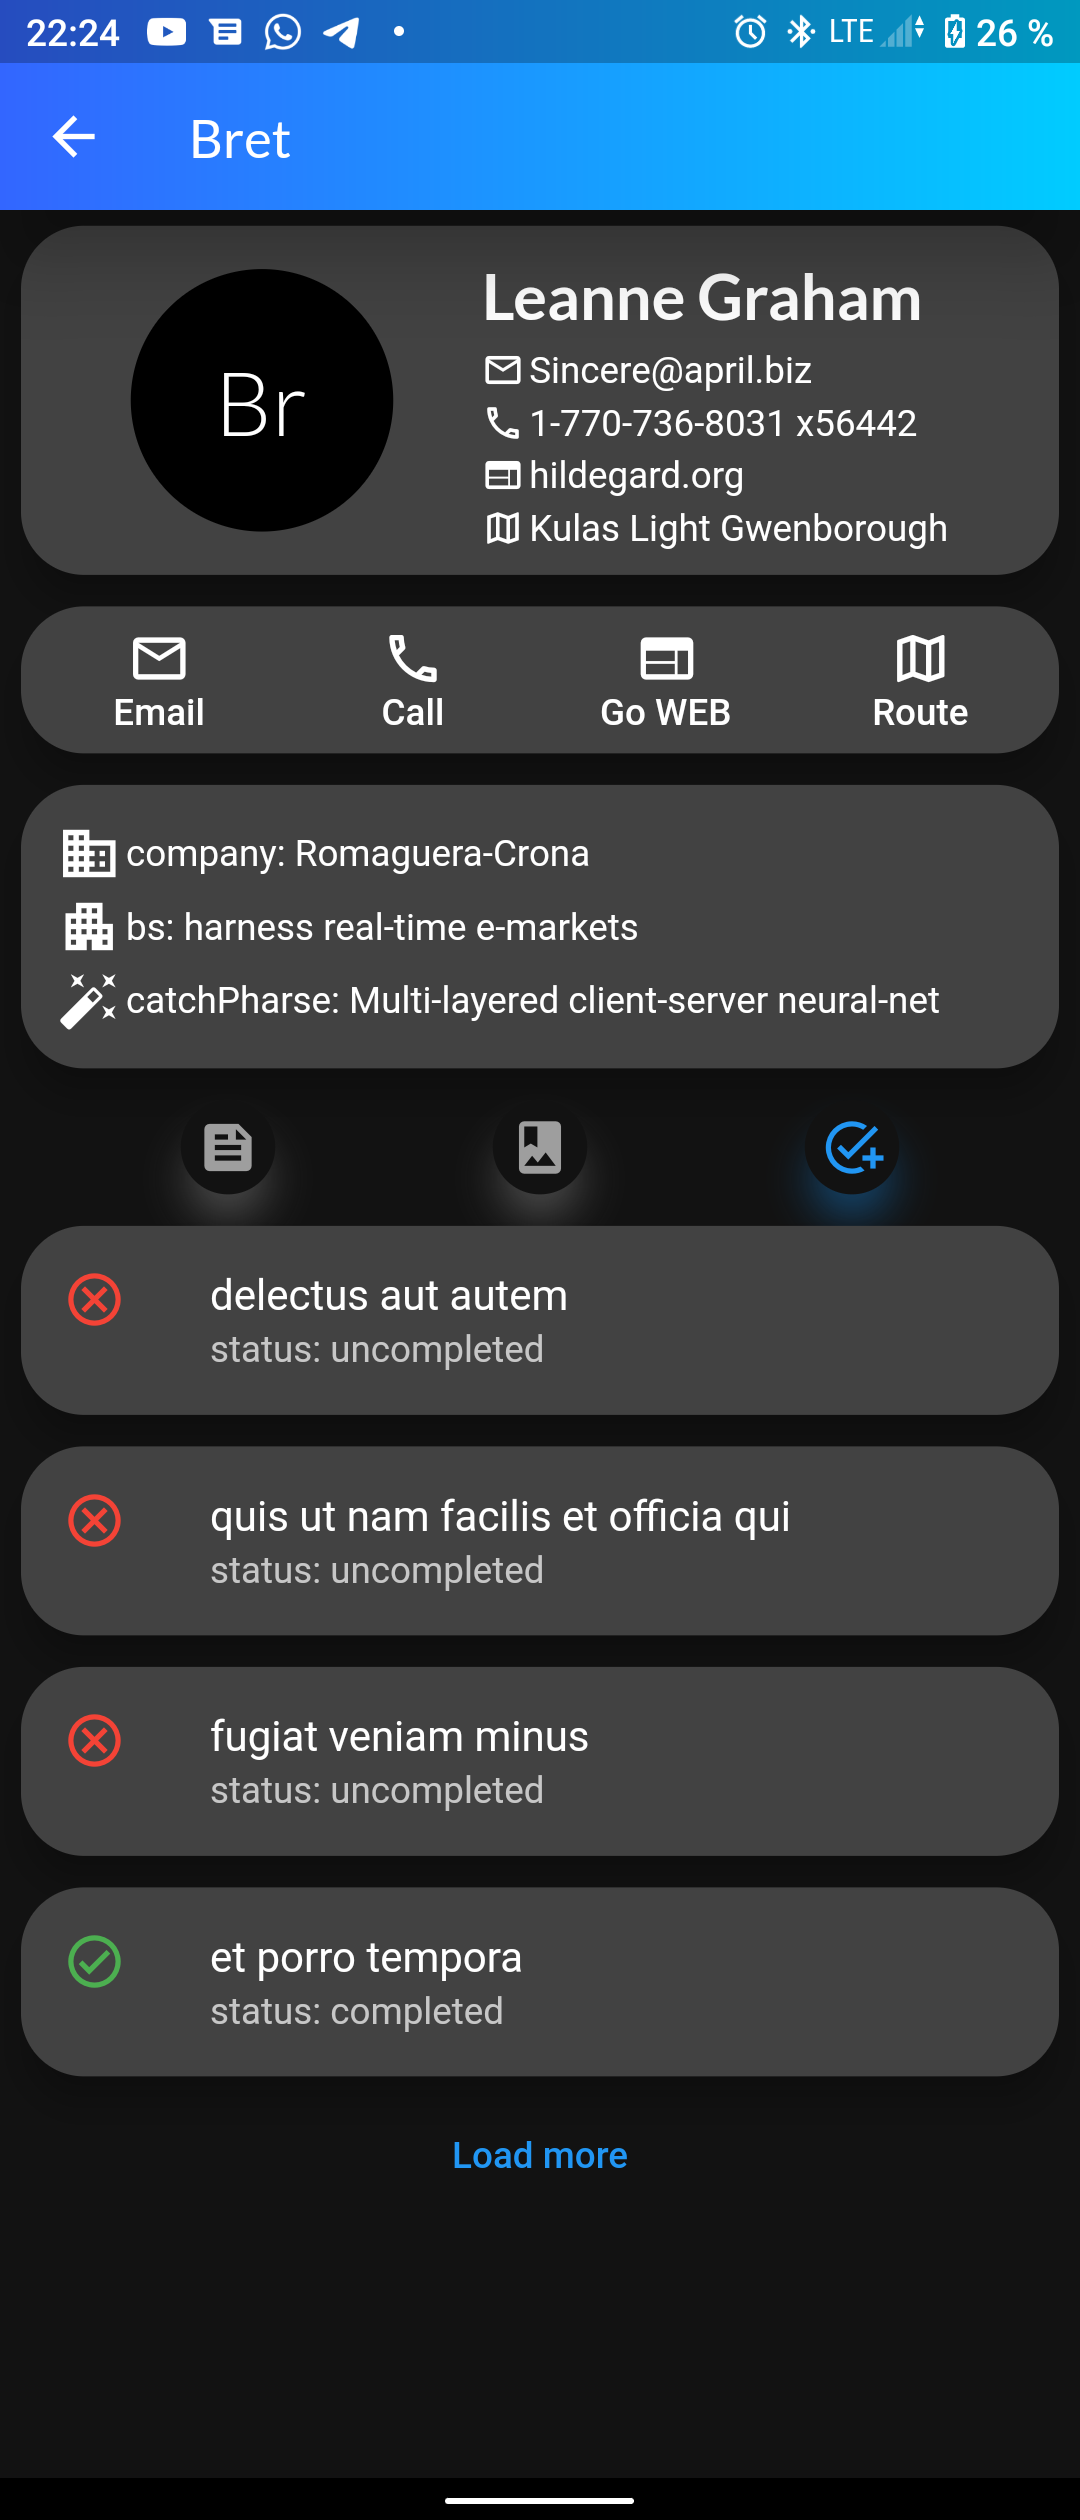 22:24 LTE 26 %
Bret
Br
Leanne Graham
Sincere@april.biz
1-770-736-8031 x56442
hildegard.org
Kulas Light Gwenborough
Email Call Go WEB Route
company: Romaguera-Crona
bs: harness real-time e-markets
catchPharse: Multi-layered client-server neural-net
delectus aut autem
status: uncompleted
quis ut nam facilis et officia qui
status: uncompleted
fugiat veniam minus
status: uncompleted
et porro tempora
status: completed
Load more